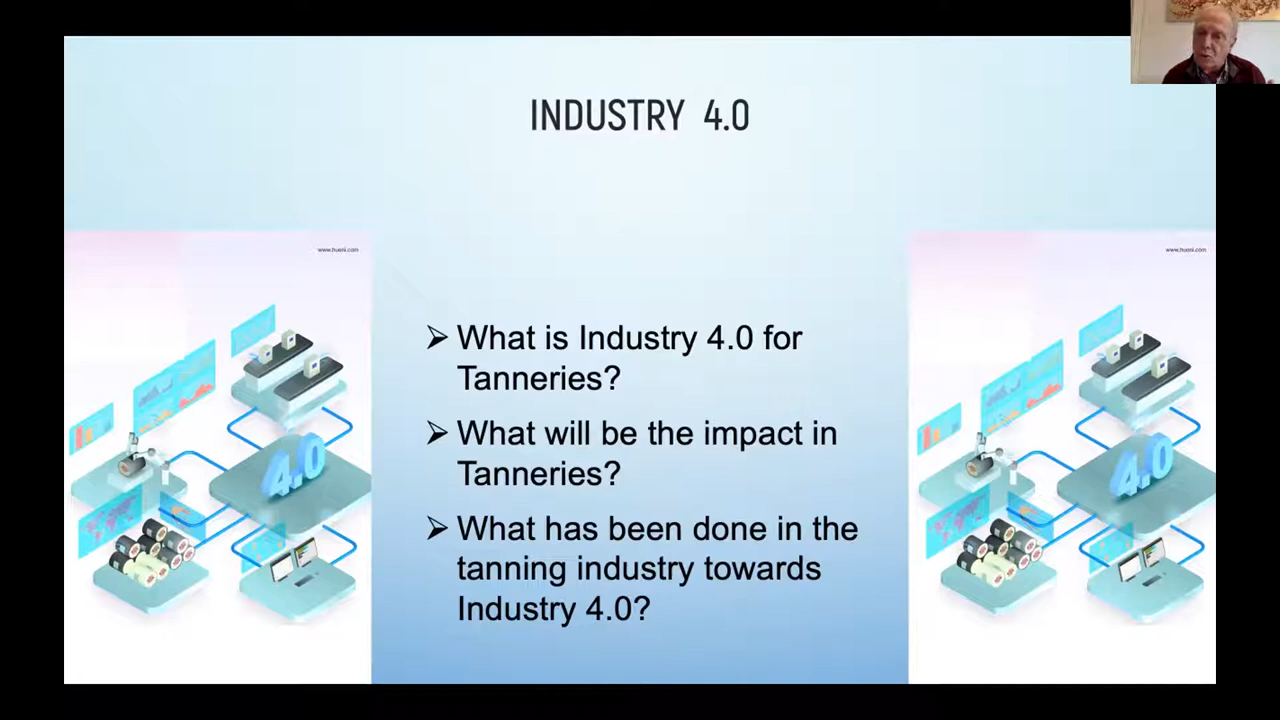 INDUSTRY 4.0
www.hueni.com
www.hueni.com
➢ What is Industry 4.0 for
Tanneries?
➢ What will be the impact in
Tanneries?
➢ What has been done in the
tanning industry towards
Industry 4.0?
4.0
4.0